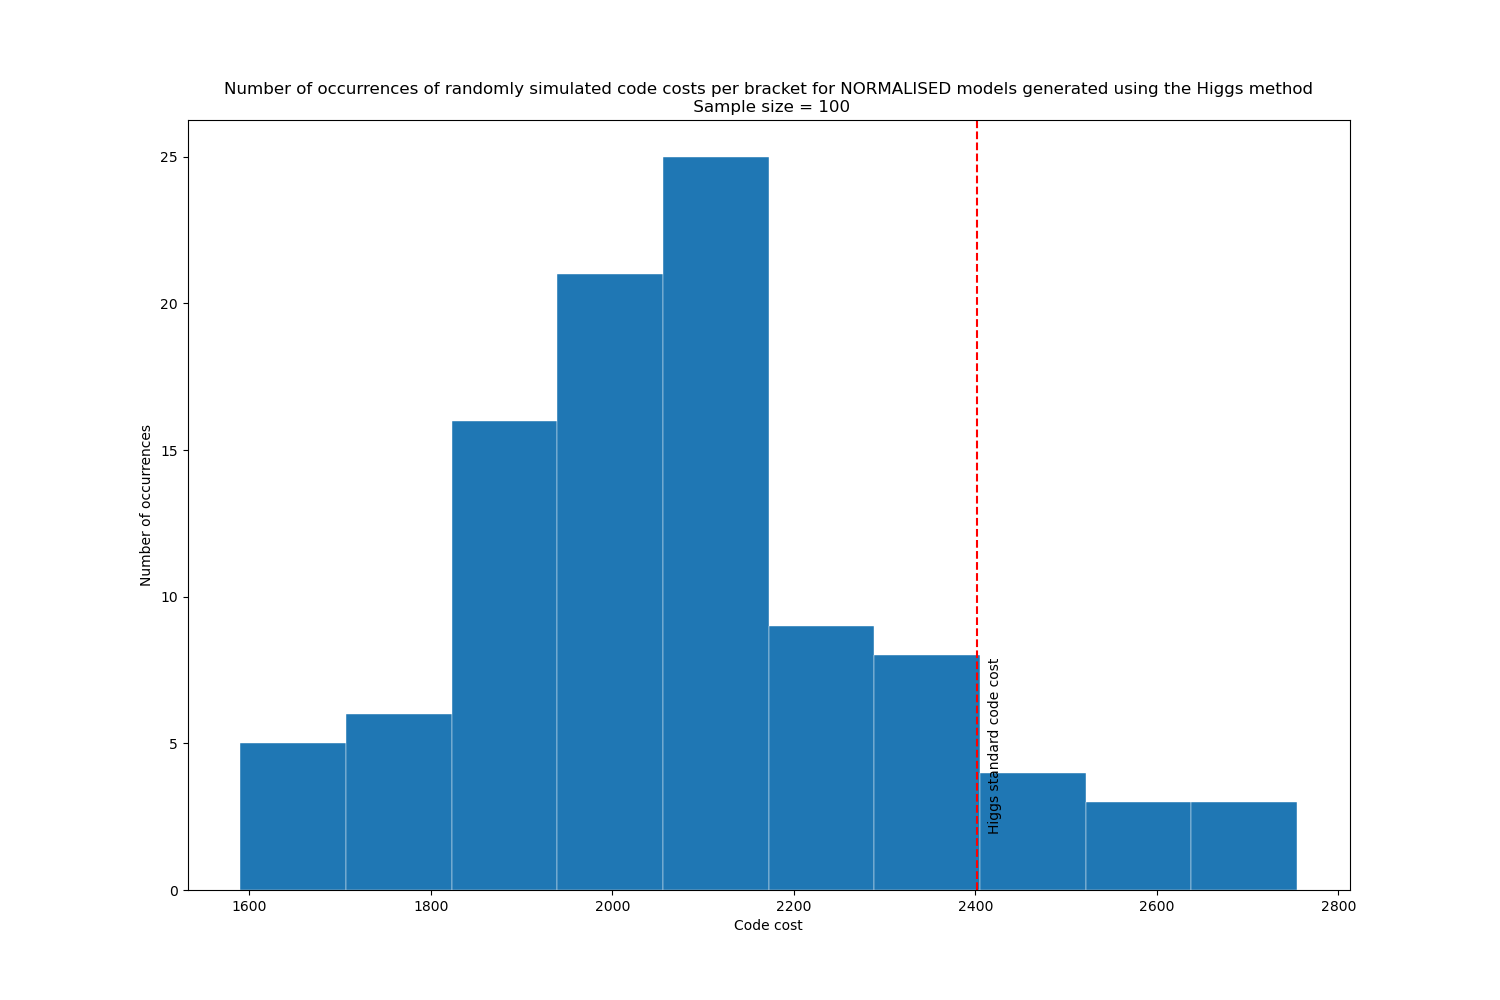 Number of occurrences of randomly simulated code costs per bracket for NORMALISED models generated using the Higgs method
Sample size = 100
25
20
15
10
5
0
Number of occurrences
Higgs standard code cost
1600 1800 2000 2200 2400 2600 2800
Code cost